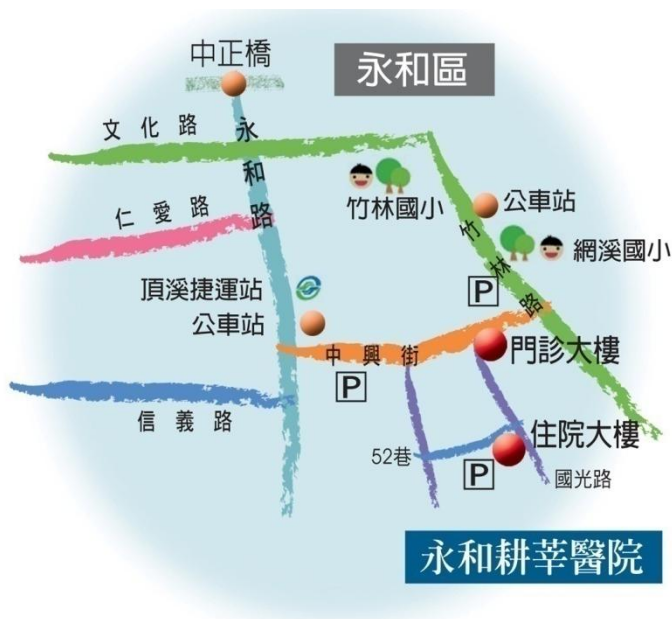 中正橋
永和區
文化路
永和路
仁愛路
竹林國小
公車站
竹林路
網溪國小
頂溪捷運站
公車站
P
中興街
門診大樓
P
信義路
住院大樓
52巷
P
國光路
永和耕莘醫院